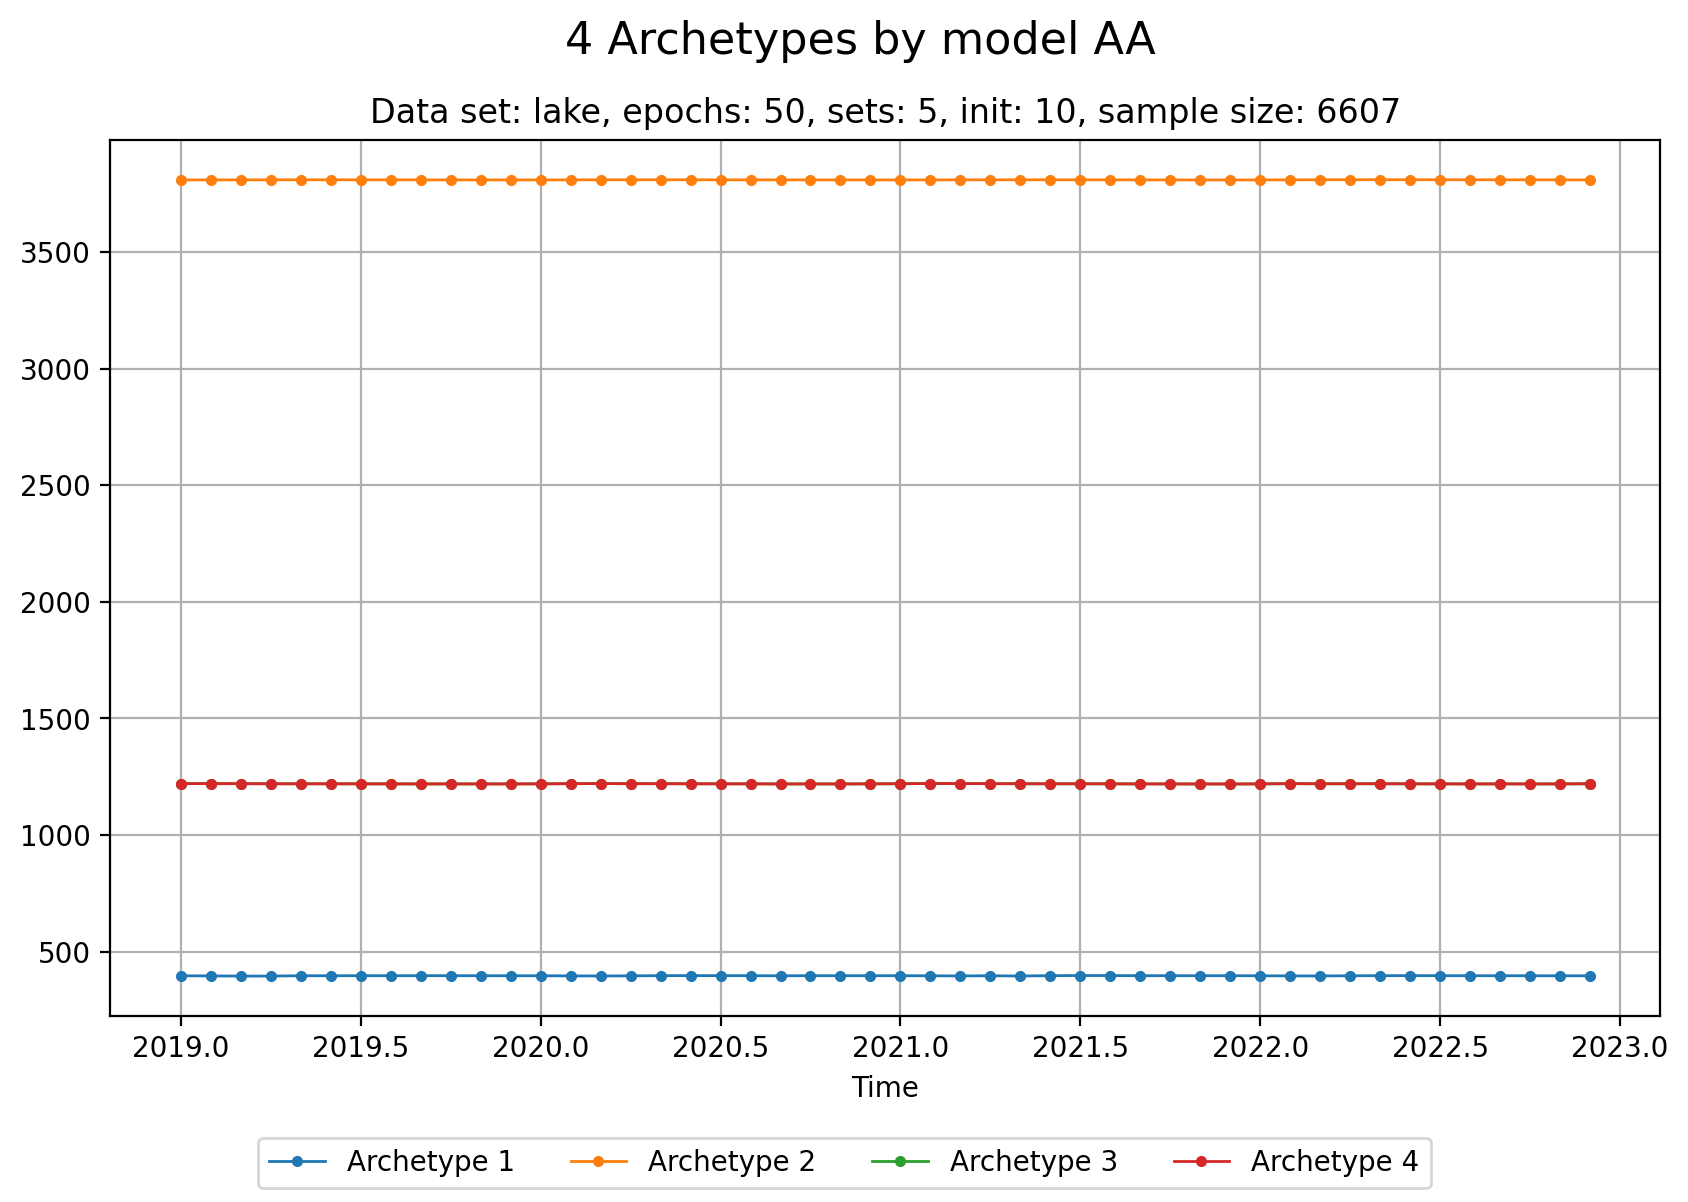 4 Archetypes by model AA
Data set: lake, epochs: 50, sets: 5, init: 10, sample size: 6607
3500
3000
2500
2000
1500
1000
500
2019.0 2019.5 2020.0 2020.5 2021.0 2021.5 2022.0 2022.5 2023.0
Time
Archetype 1 Archetype 2 Archetype 3 Archetype 4